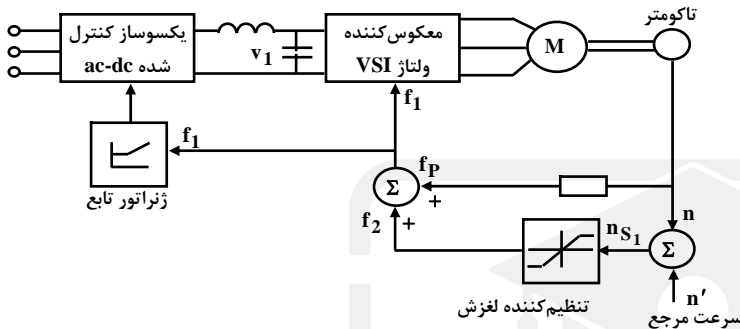 تاکومتر
یکسوساز کنترل
شده ac-dc
v1
معکوس‌کننده
ولتاژ VSI
M
f1
f1
ژنراتور تابع
Σ
fP
+
f2
+
n
nS1
Σ
تنظیم‌کننده لغزش
n′
سرعت مرجع